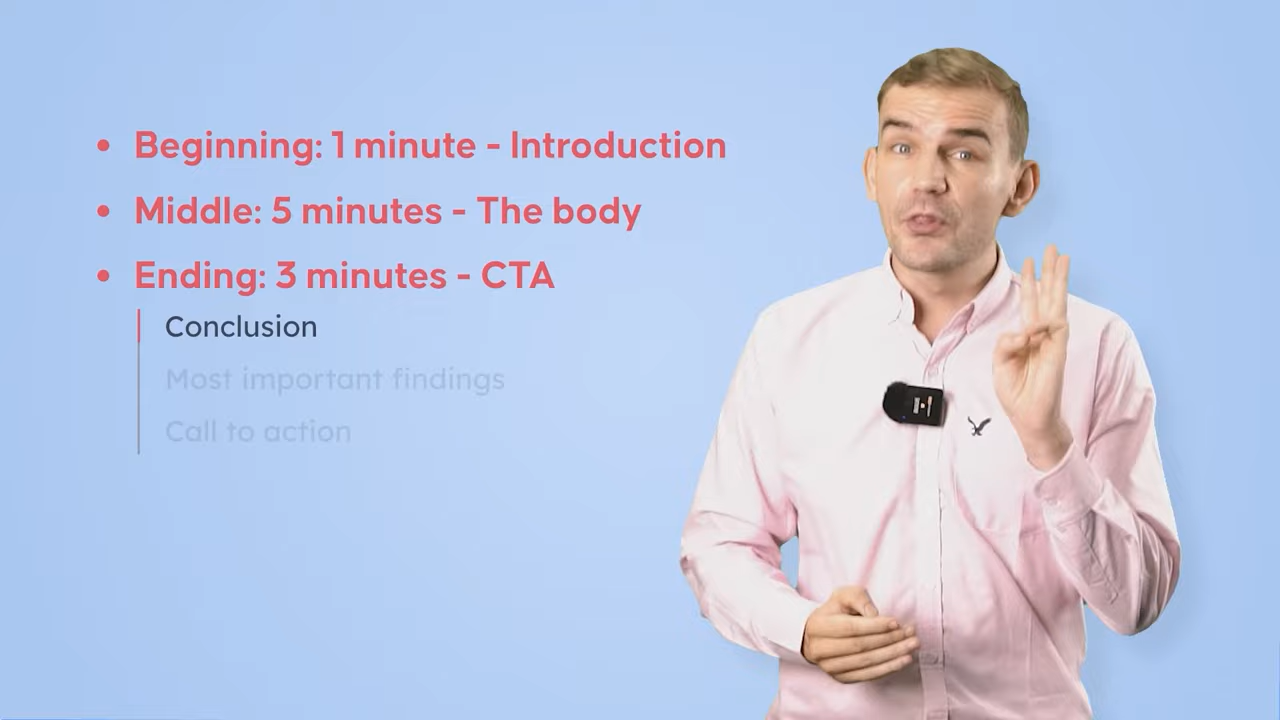 • Beginning: 1 minute - Introduction
• Middle: 5 minutes - The body
• Ending: 3 minutes - CTA
Conclusion
Most important findings
Call to action